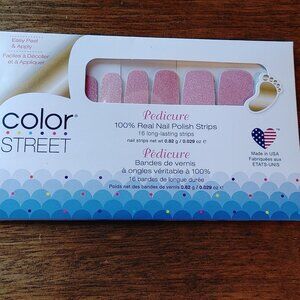 Easy Peel
& Apply
Faciles à Décoller
et à Appliquer
color
STREET
Pedicure
100% Real Nail Polish Strips
16 long-lasting strips
nail strips net wt 0.82 g / 0.029 oz e
Pédicure
Bandes de vernis
à ongles véritable à 100%
16 bandes de longue durée
Poids net des bandes de vernis 0.82 g / 0.029 oz e
Made in USA
Fabriquées aux
ETATS-UNIS